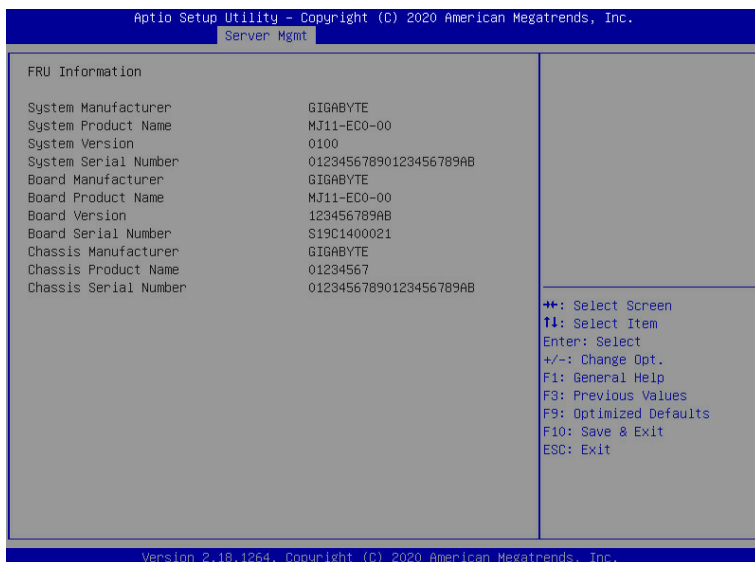 Aptio Setup Utility – Copyright (C) 2020 American Megatrends, Inc.
Server Mgmt
FRU Information
System Manufacturer GIGABYTE
System Product Name MJ11-EC0-00
System Version 0100
System Serial Number 01234567890123456789AB
Board Manufacturer GIGABYTE
Board Product Name MJ11-EC0-00
Board Version 123456789AB
Board Serial Number S19C1400021
Chassis Manufacturer GIGABYTE
Chassis Product Name 01234567
Chassis Serial Number 01234567890123456789AB
→←: Select Screen
↑↓: Select Item
Enter: Select
+/-: Change Opt.
F1: General Help
F3: Previous Values
F9: Optimized Defaults
F10: Save & Exit
ESC: Exit
Version 2.18.1264. Copyright (C) 2020 American Megatrends, Inc.